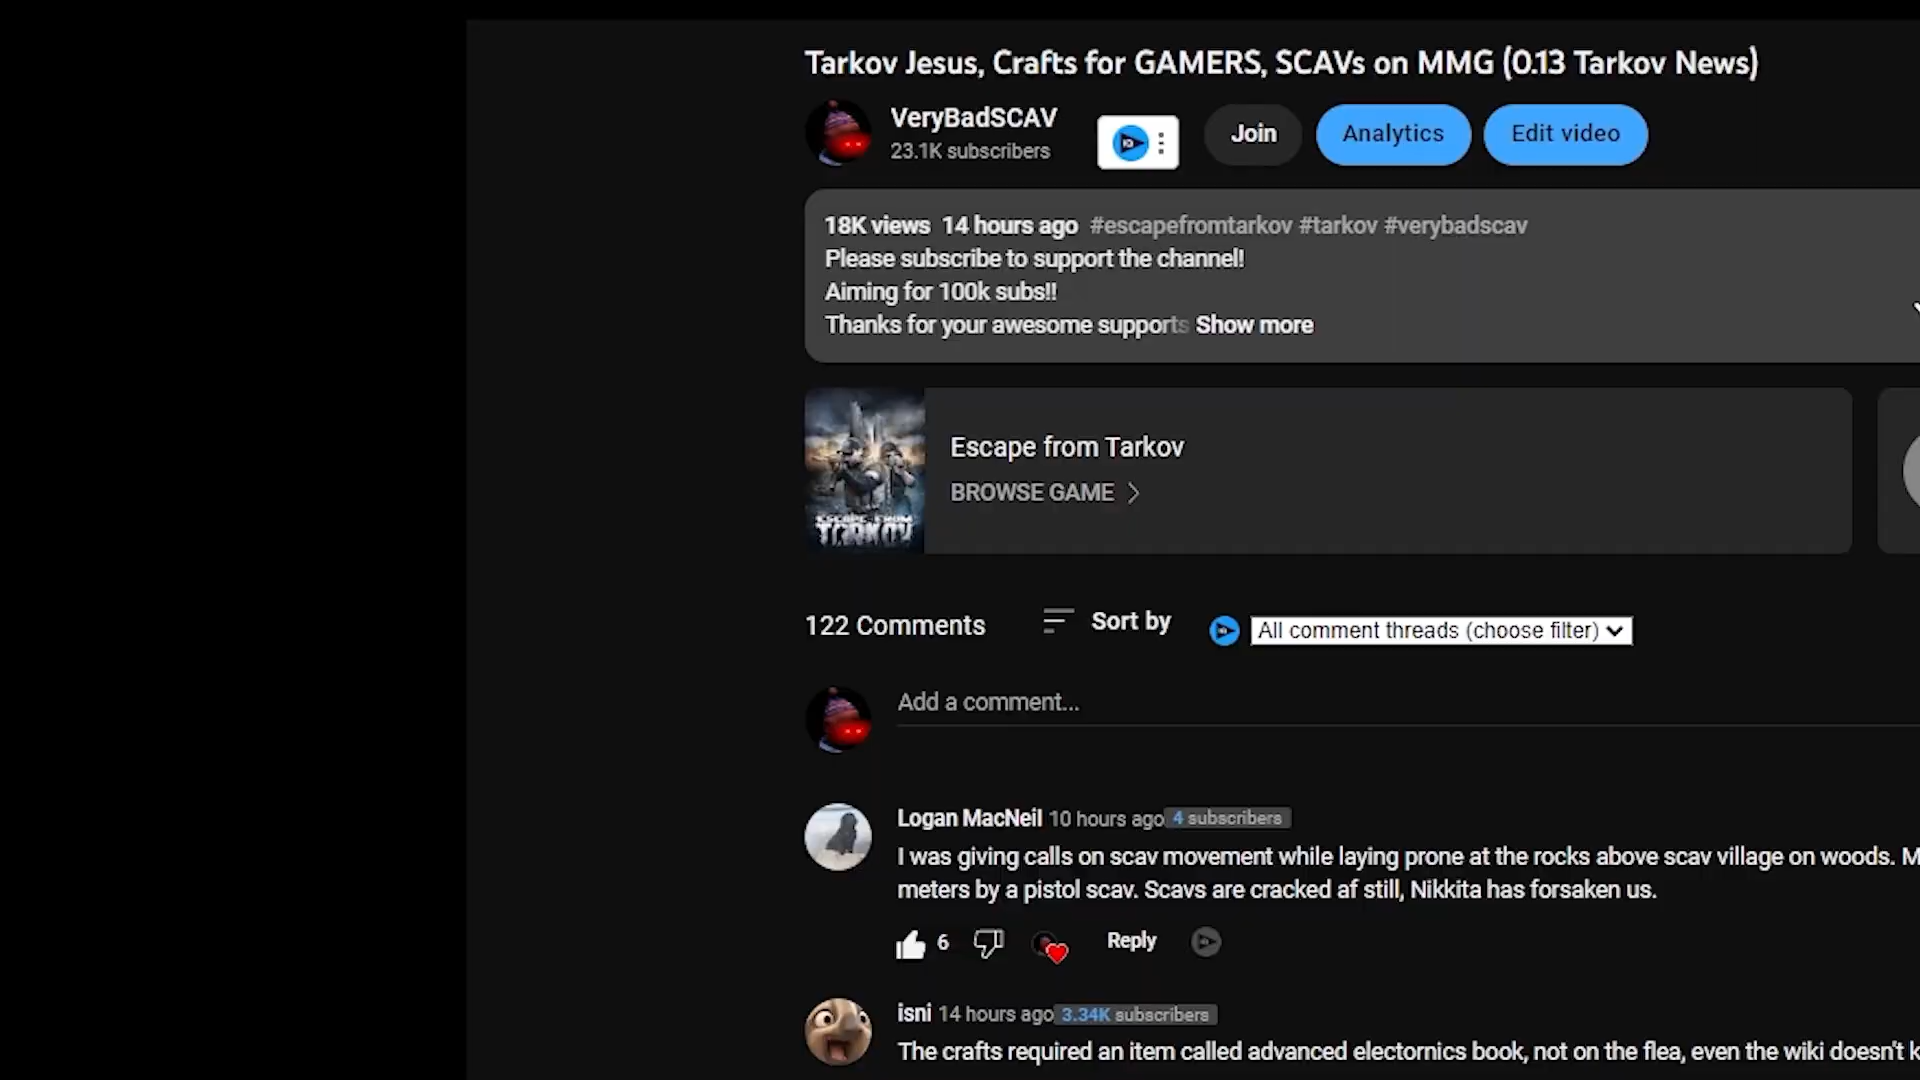 Tarkov Jesus, Crafts for GAMERS, SCAVs on MMG (0.13 Tarkov News)
VeryBadSCAV
23.1K subscribers
Join
Analytics
Edit video
18K views 14 hours ago #escapefromtarkov #tarkov #verybadscav
Please subscribe to support the channel!
Aiming for 100k subs!!
Thanks for your awesome supports Show more
ESCAPE FROM
TARKOV
Escape from Tarkov
BROWSE GAME
122 Comments
Sort by
All comment threads (choose filter)
Add a comment...
Logan MacNeil 10 hours ago 4 subscribers
I was giving calls on scav movement while laying prone at the rocks above scav village on woods.
meters by a pistol scav. Scavs are cracked af still, Nikkita has forsaken us.
6
Reply
isni 14 hours ago 3.34K subscribers
The crafts required an item called advanced electornics book, not on the flea, even the wiki doesn't